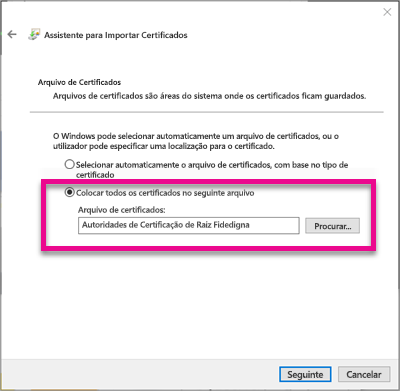 Assistente para Importar Certificados
Arquivo de Certificados
Arquivos de certificados são áreas do sistema onde os certificados ficam guardados.
O Windows pode selecionar automaticamente um arquivo de certificados, ou o
utilizador pode especificar uma localização para o certificado.
Selecionar automaticamente o arquivo de certificados, com base no tipo de
certificado
Colocar todos os certificados no seguinte arquivo
Arquivo de certificados:
Autoridades de Certificação de Raiz Fidedigna
Procurar...
Seguinte
Cancelar